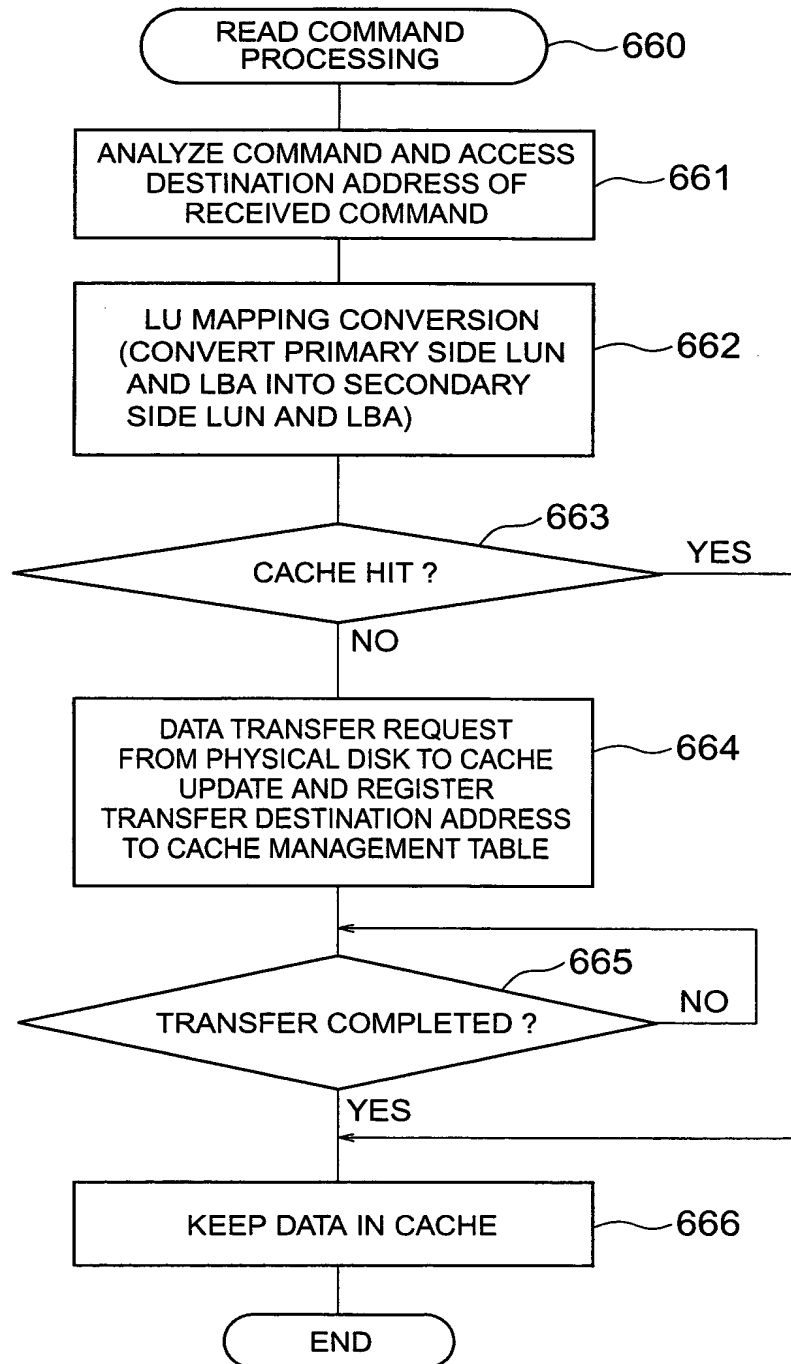 READ COMMAND
PROCESSING
660
ANALYZE COMMAND AND ACCESS
DESTINATION ADDRESS OF
RECEIVED COMMAND
661
LU MAPPING CONVERSION
(CONVERT PRIMARY SIDE LUN
AND LBA INTO SECONDARY
SIDE LUN AND LBA)
662
663
CACHE HIT ?
YES
NO
DATA TRANSFER REQUEST
FROM PHYSICAL DISK TO CACHE
UPDATE AND REGISTER
TRANSFER DESTINATION ADDRESS
TO CACHE MANAGEMENT TABLE
664
665
TRANSFER COMPLETED ?
NO
YES
KEEP DATA IN CACHE
666
END